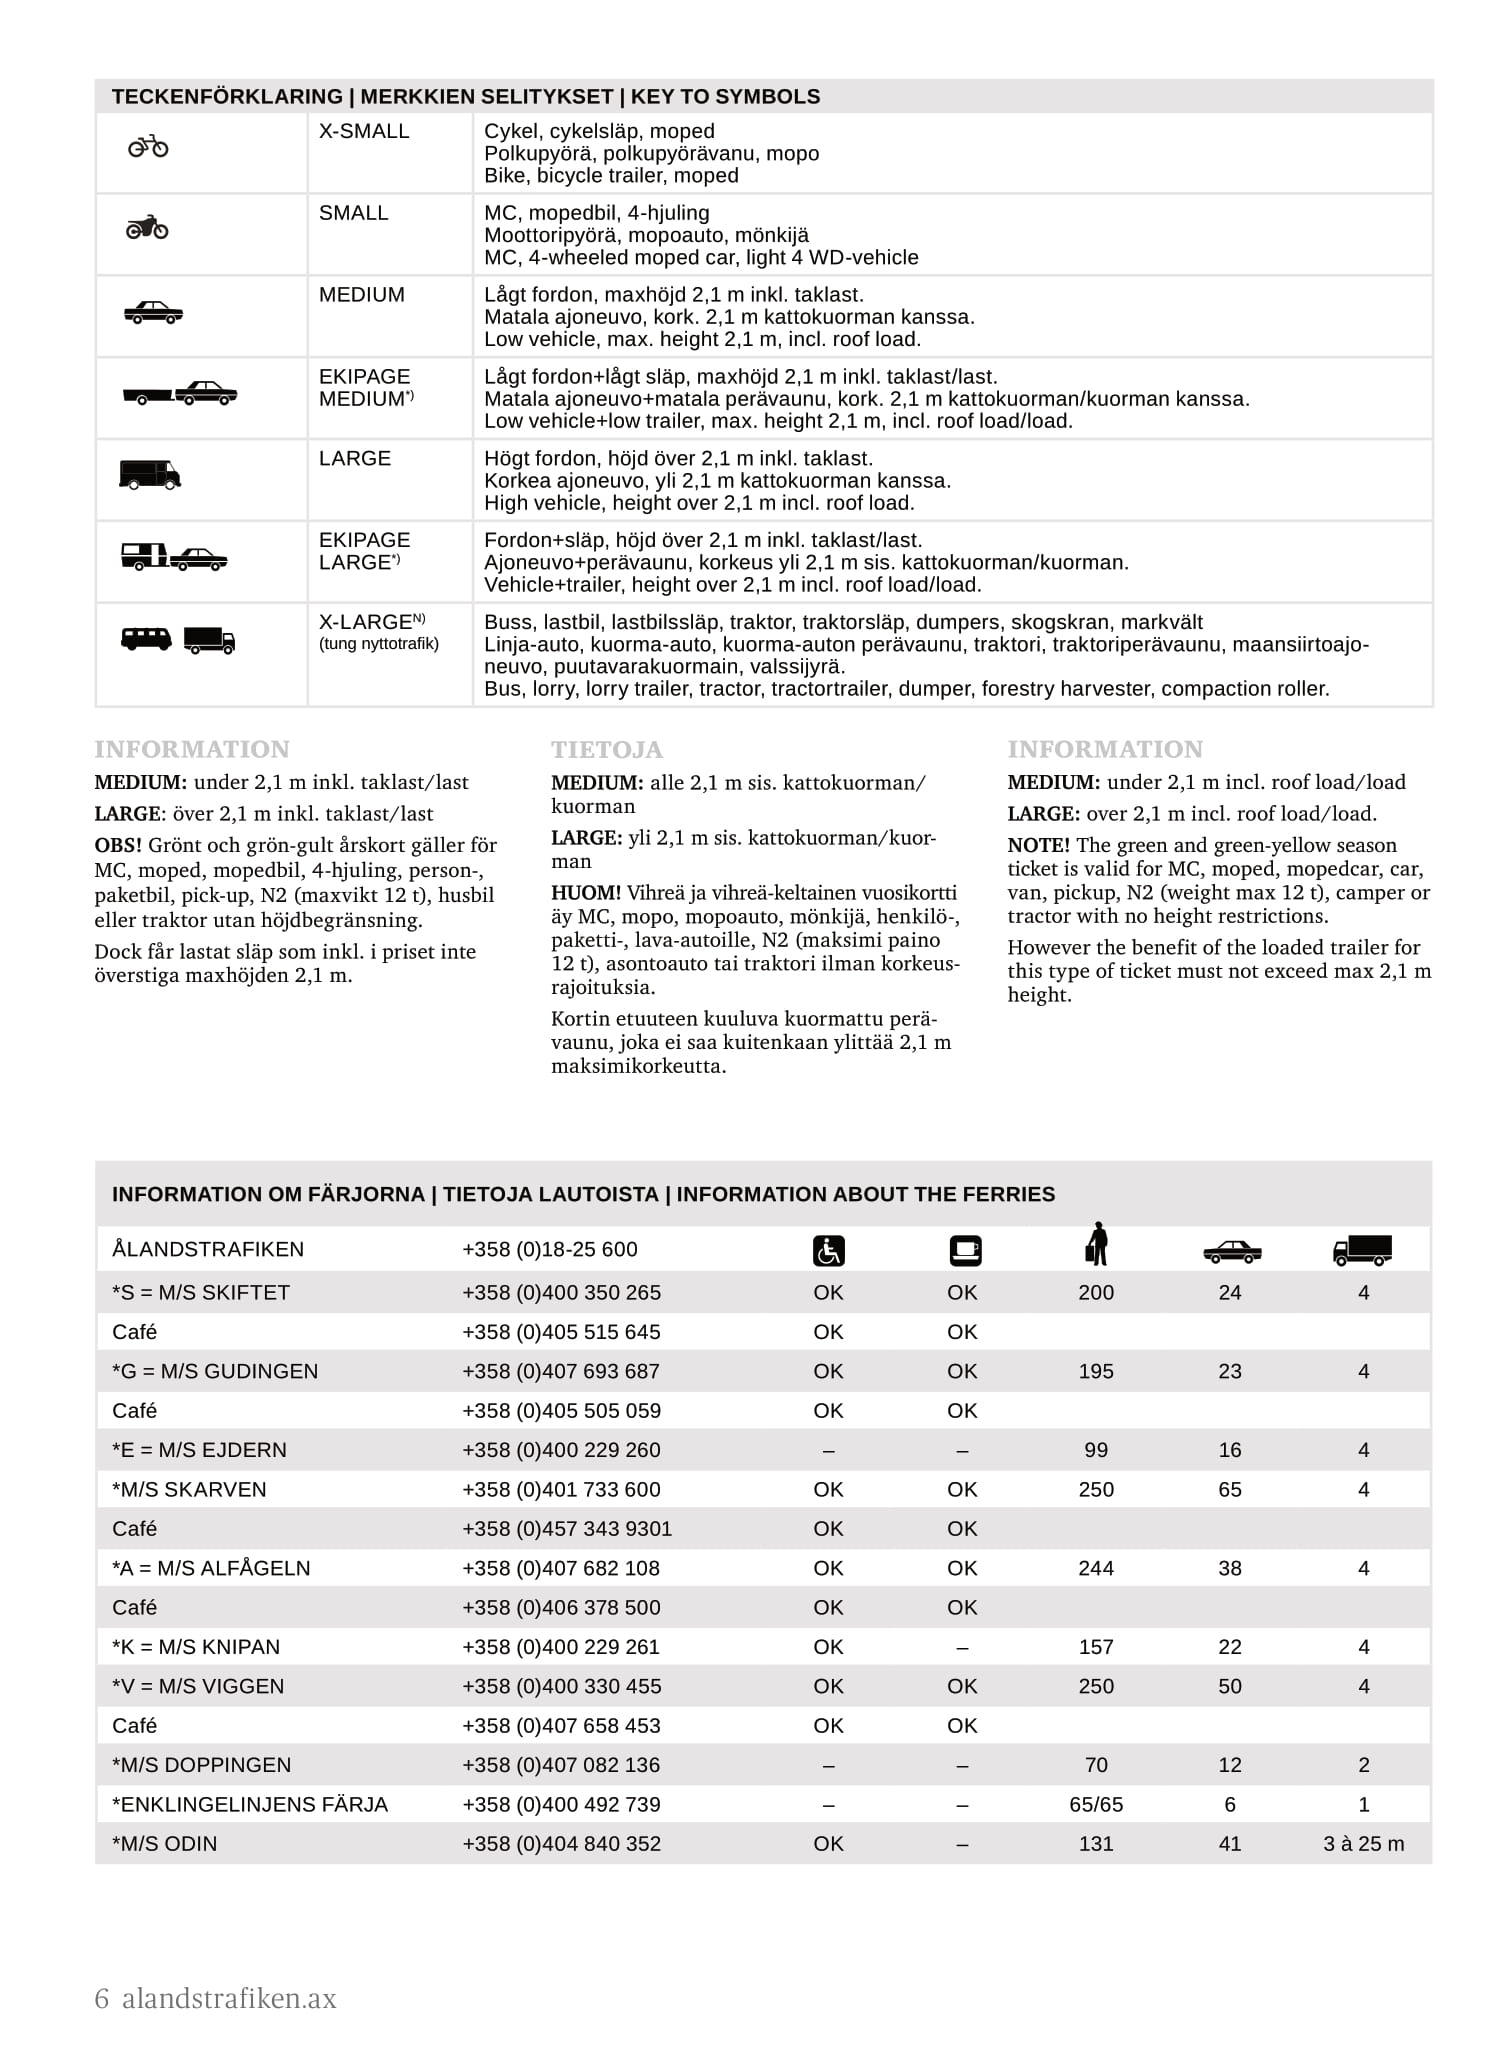 TECKENFÖRKLARING | MERKKIEN SELITYKSET | KEY TO SYMBOLS
X-SMALL
Cykel, cykelsläp, moped
Polkupyörä, polkupyörävanu, mopo
Bike, bicycle trailer, moped
SMALL
MC, mopedbil, 4-hjuling
Moottoripyörä, mopoauto, mönkijä
MC, 4-wheeled moped car, light 4 WD-vehicle
MEDIUM
Lågt fordon, maxhöjd 2,1 m inkl. taklast.
Matala ajoneuvo, kork. 2,1 m kattokuorman kanssa.
Low vehicle, max. height 2,1 m, incl. roof load.
EKIPAGE
MEDIUM*)
Lågt fordon+lågt släp, maxhöjd 2,1 m inkl. taklast/last.
Matala ajoneuvo+matala perävaunu, kork. 2,1 m kattokuorman/kuorman kanssa.
Low vehicle+low trailer, max. height 2,1 m, incl. roof load/load.
LARGE
Högt fordon, höjd över 2,1 m inkl. taklast.
Korkea ajoneuvo, yli 2,1 m kattokuorman kanssa.
High vehicle, height over 2,1 m incl. roof load.
EKIPAGE
LARGE*)
Fordon+släp, höjd över 2,1 m inkl. taklast/last.
Ajoneuvo+perävaunu, korkeus yli 2,1 m sis. kattokuorman/kuorman.
Vehicle+trailer, height over 2,1 m incl. roof load/load.
X-LARGEN)
(tung nyttotrafik)
Buss, lastbil, lastbilssläp, traktor, traktorsläp, dumpers, skogskran, markvält
Linja-auto, kuorma-auto, kuorma-auton perävaunu, traktori, traktoriperävaunu, maansiirtoajo-
neuvo, puutavarakuormain, valssijyrä.
Bus, lorry, lorry trailer, tractor, tractortrailer, dumper, forestry harvester, compaction roller.
INFORMATION
MEDIUM: under 2,1 m inkl. taklast/last
LARGE: över 2,1 m inkl. taklast/last
OBS! Grönt och grön-gult årskort gäller för
MC, moped, mopedbil, 4-hjuling, person-,
paketbil, pick-up, N2 (maxvikt 12 t), husbil
eller traktor utan höjdbegränsning.
Dock får lastat släp som inkl. i priset inte
överstiga maxhöjden 2,1 m.
TIETOJA
MEDIUM: alle 2,1 m sis. kattokuorman/
kuorman
LARGE: yli 2,1 m sis. kattokuorman/kuor-
man
HUOM! Vihreä ja vihreä-keltainen vuosikortti
äy MC, mopo, mopoauto, mönkijä, henkilö-,
paketti-, lava-autoille, N2 (maksimi paino
12 t), asontoauto tai traktori ilman korkeus-
rajoituksia.
Kortin etuuteen kuuluva kuormattu perä-
vaunu, joka ei saa kuitenkaan ylittää 2,1 m
maksimikorkeutta.
INFORMATION
MEDIUM: under 2,1 m incl. roof load/load
LARGE: over 2,1 m incl. roof load/load.
NOTE! The green and green-yellow season
ticket is valid for MC, moped, mopedcar, car,
van, pickup, N2 (weight max 12 t), camper or
tractor with no height restrictions.
However the benefit of the loaded trailer for
this type of ticket must not exceed max 2,1 m
height.
INFORMATION OM FÄRJORNA | TIETOJA LAUTOISTA | INFORMATION ABOUT THE FERRIES
ÅLANDSTRAFIKEN +358 (0)18-25 600
*S = M/S SKIFTET +358 (0)400 350 265 OK OK 200 24 4
Café +358 (0)405 515 645 OK OK
*G = M/S GUDINGEN +358 (0)407 693 687 OK OK 195 23 4
Café +358 (0)405 505 059 OK OK
*E = M/S EJDERN +358 (0)400 229 260 – – 99 16 4
*M/S SKARVEN +358 (0)401 733 600 OK OK 250 65 4
Café +358 (0)457 343 9301 OK OK
*A = M/S ALFÅGELN +358 (0)407 682 108 OK OK 244 38 4
Café +358 (0)406 378 500 OK OK
*K = M/S KNIPAN +358 (0)400 229 261 OK – 157 22 4
*V = M/S VIGGEN +358 (0)400 330 455 OK OK 250 50 4
Café +358 (0)407 658 453 OK OK
*M/S DOPPINGEN +358 (0)407 082 136 – – 70 12 2
*ENKLINGELINJENS FÄRJA +358 (0)400 492 739 – – 65/65 6 1
*M/S ODIN +358 (0)404 840 352 OK – 131 41 3 à 25 m
6 alandstrafiken.ax